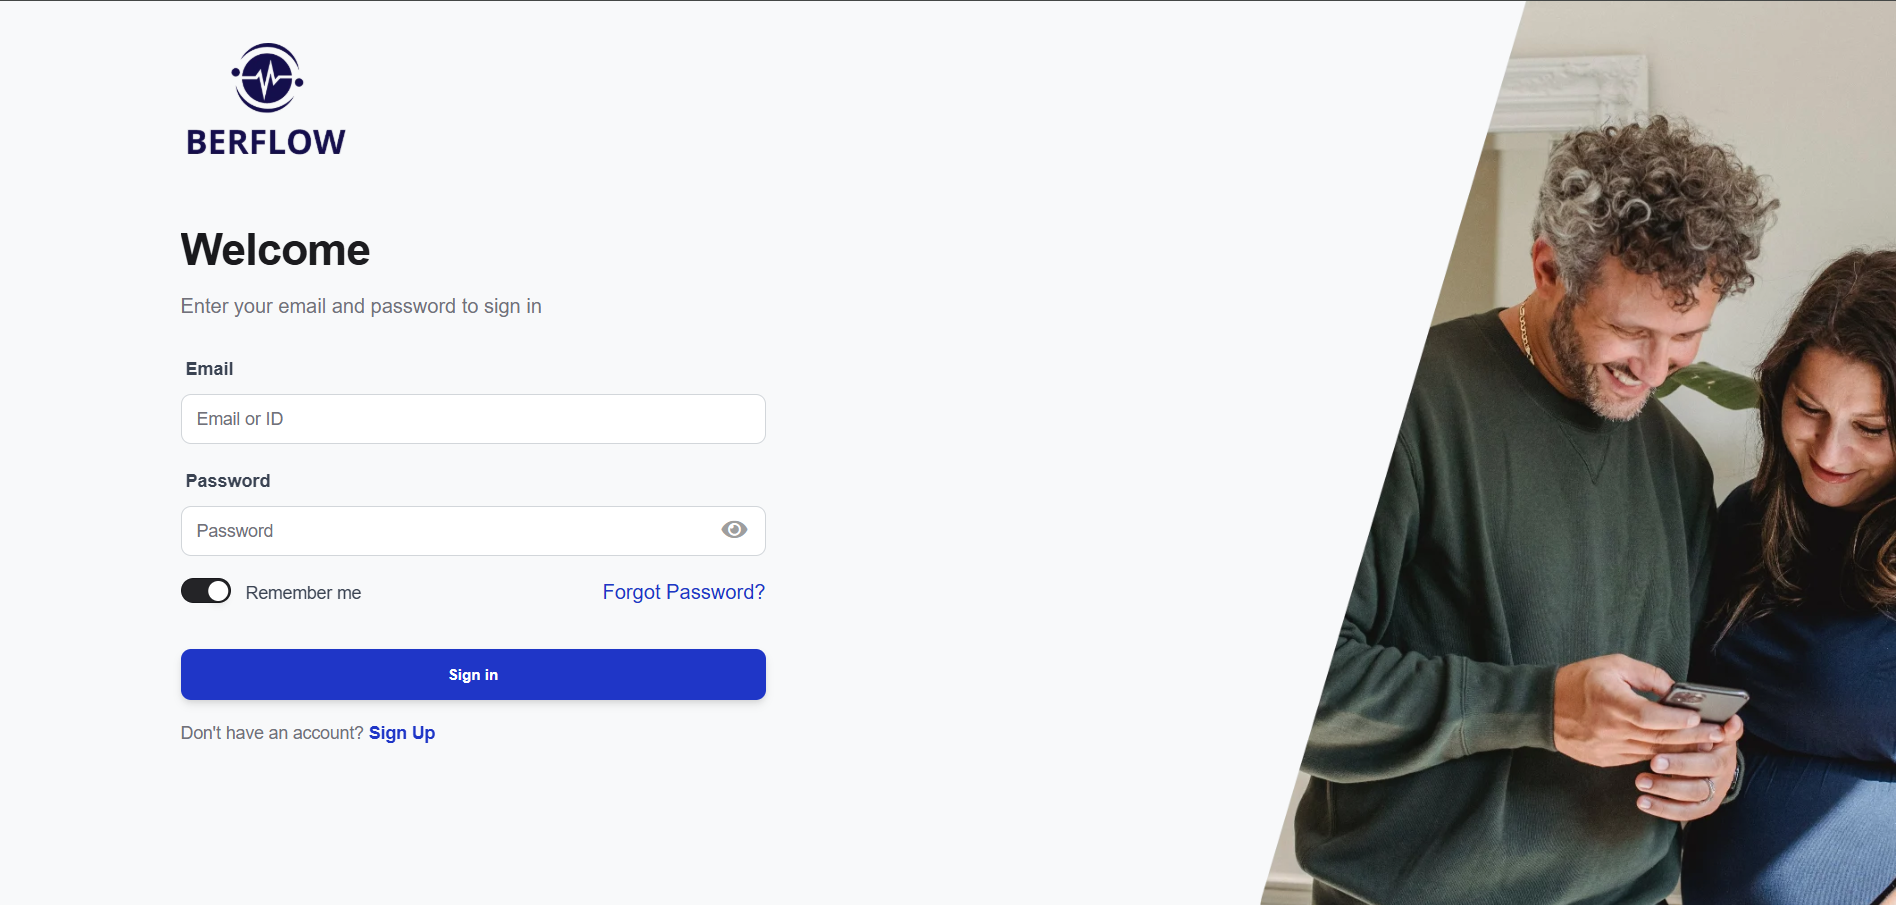 BERFLOW
Welcome
Enter your email and password to sign in
Email
Email or ID
Password
Password
Remember me
Forgot Password?
Sign in
Don't have an account? Sign Up